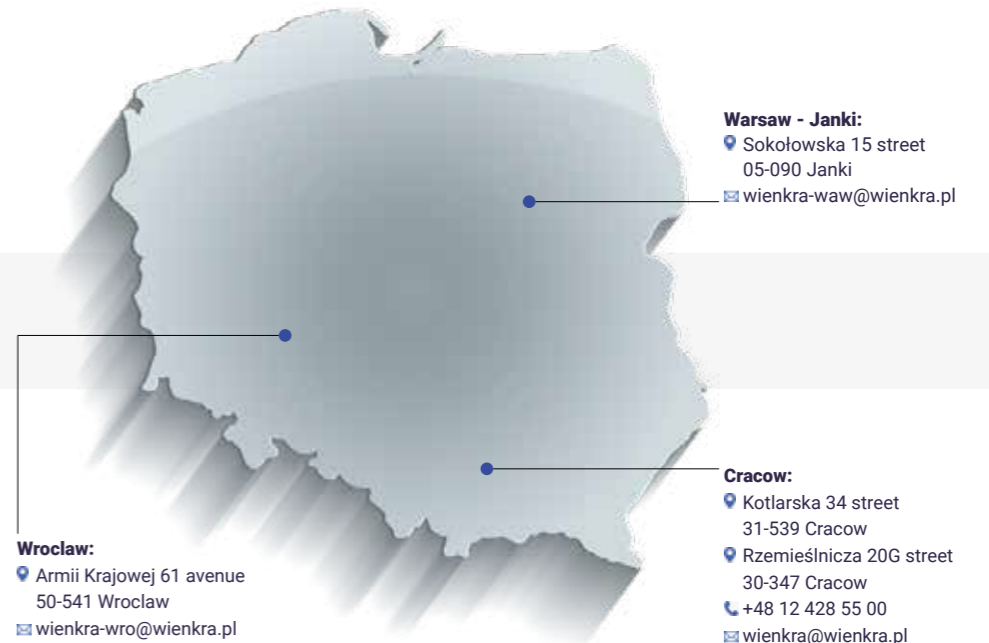 Warsaw - Janki:
Sokołowska 15 street
05-090 Janki
wienkra-waw@wienkra.pl
Cracow:
Kotlarska 34 street
31-539 Cracow
Rzemieślnicza 20G street
30-347 Cracow
+48 12 428 55 00
wienkra@wienkra.pl
Wroclaw:
Armii Krajowej 61 avenue
50-541 Wroclaw
wienkra-wro@wienkra.pl